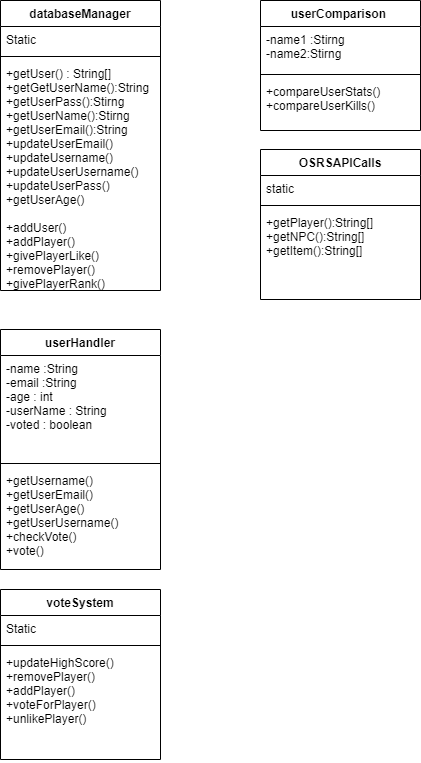 databaseManager
Static
+getUser() : String[]
+getGetUserName():String
+getUserPass():Stirng
+getUserName():Stirng
+getUserEmail():String
+updateUserEmail()
+updateUsername()
+updateUserUsername()
+updateUserPass()
+getUserAge()
+addUser()
+addPlayer()
+givePlayerLike()
+removePlayer()
+givePlayerRank()
userComparison
-name1 :Stirng
-name2:Stirng
+compareUserStats()
+compareUserKills()
OSRSAPICalls
static
+getPlayer():String[]
+getNPC():String[]
+getItem():String[]
userHandler
-name :String
-email :String
-age : int
-userName : String
-voted : boolean
+getUsername()
+getUserEmail()
+getUserAge()
+getUserUsername()
+checkVote()
+vote()
voteSystem
Static
+updateHighScore()
+removePlayer()
+addPlayer()
+voteForPlayer()
+unlikePlayer()